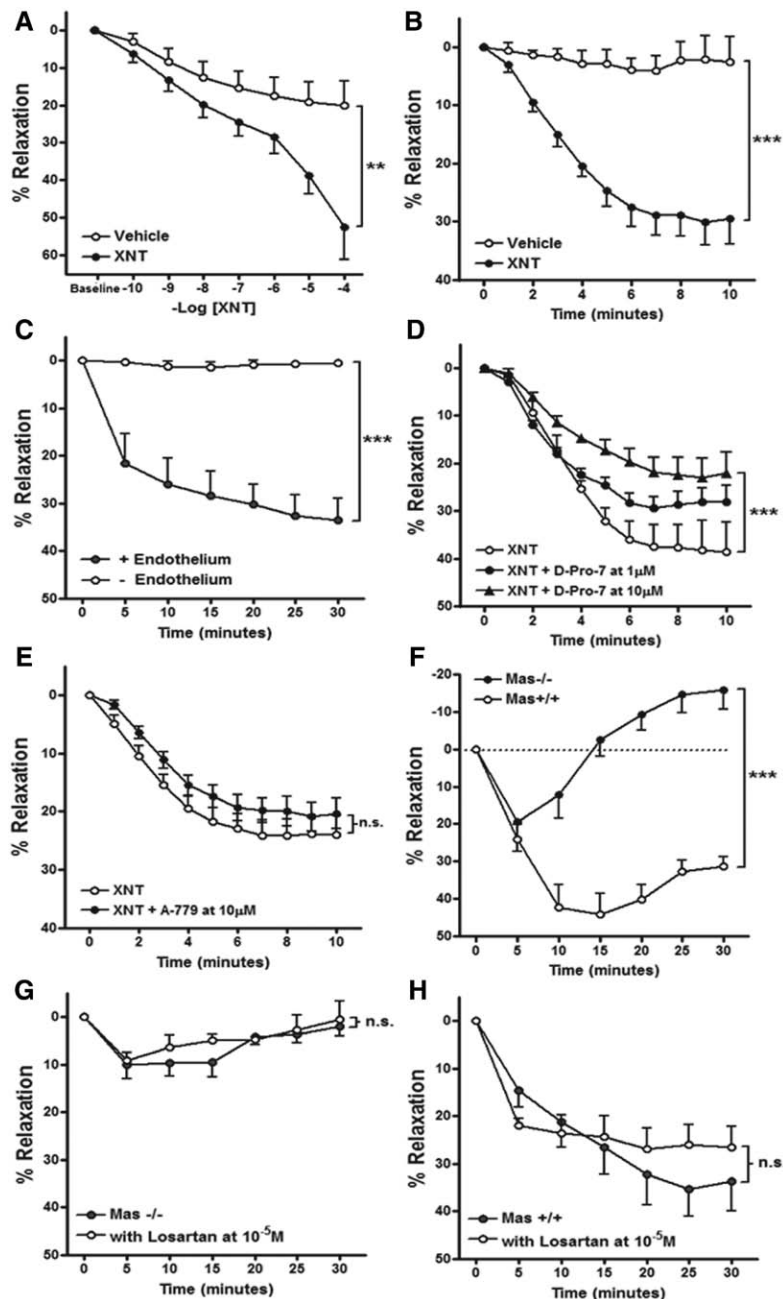 A
% Relaxation
0
10
20
30
40
50
60
**
Vehicle
XNT
Baseline -10 -9 -8 -7 -6 -5 -4
-Log [XNT]
B
% Relaxation
0
10
20
30
40
***
Vehicle
XNT
0 2 4 6 8 10
Time (minutes)
C
% Relaxation
0
10
20
30
40
50
***
+ Endothelium
- Endothelium
0 5 10 15 20 25 30
Time (minutes)
D
% Relaxation
0
10
20
30
40
50
***
XNT
XNT + D-Pro-7 at 1µM
XNT + D-Pro-7 at 10µM
0 2 4 6 8 10
Time (minutes)
E
% Relaxation
0
10
20
30
40
n.s.
XNT
XNT + A-779 at 10µM
0 2 4 6 8 10
Time (minutes)
F
% Relaxation
-20
-10
0
10
20
30
40
50
Mas-/-
Mas+/+
***
0 5 10 15 20 25 30
Time (minutes)
G
% Relaxation
0
10
20
30
40
50
n.s.
Mas -/-
with Losartan at 10⁻⁵M
0 5 10 15 20 25 30
Time (minutes)
H
% Relaxation
0
10
20
30
40
50
n.s
Mas +/+
with Losartan at 10⁻⁵M
0 5 10 15 20 25 30
Time (minutes)